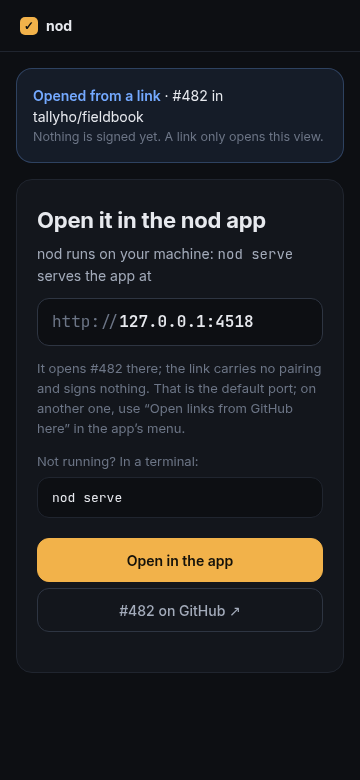 ✓ nod
Opened from a link · #482 in
tallyho/fieldbook
Nothing is signed yet. A link only opens this view.
Open it in the nod app
nod runs on your machine: nod serve
serves the app at
http://127.0.0.1:4518
It opens #482 there; the link carries no pairing
and signs nothing. That is the default port; on
another one, use “Open links from GitHub
here” in the app’s menu.
Not running? In a terminal:
nod serve
Open in the app
#482 on GitHub ↗